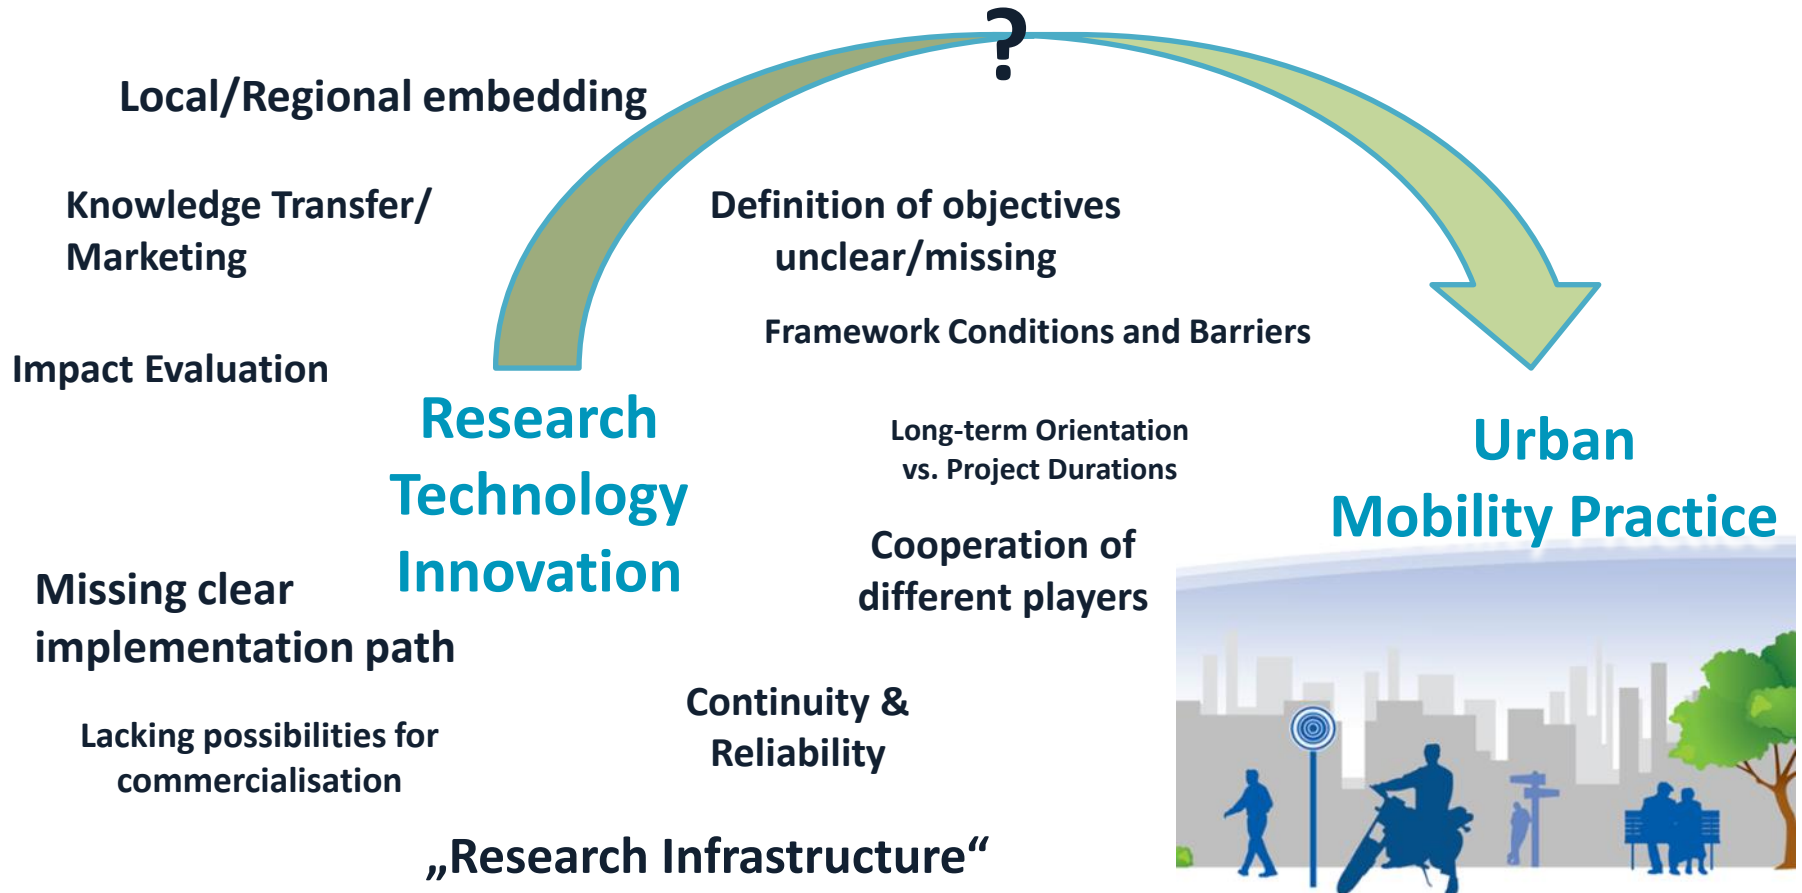 ?
Local/Regional embedding
Knowledge Transfer/
Marketing
Definition of objectives
unclear/missing
Framework Conditions and Barriers
Impact Evaluation
Research
Technology
Innovation
Long-term Orientation
vs. Project Durations
Urban
Mobility Practice
Cooperation of
different players
Missing clear
implementation path
Continuity &
Reliability
Lacking possibilities for
commercialisation
„Research Infrastructure“